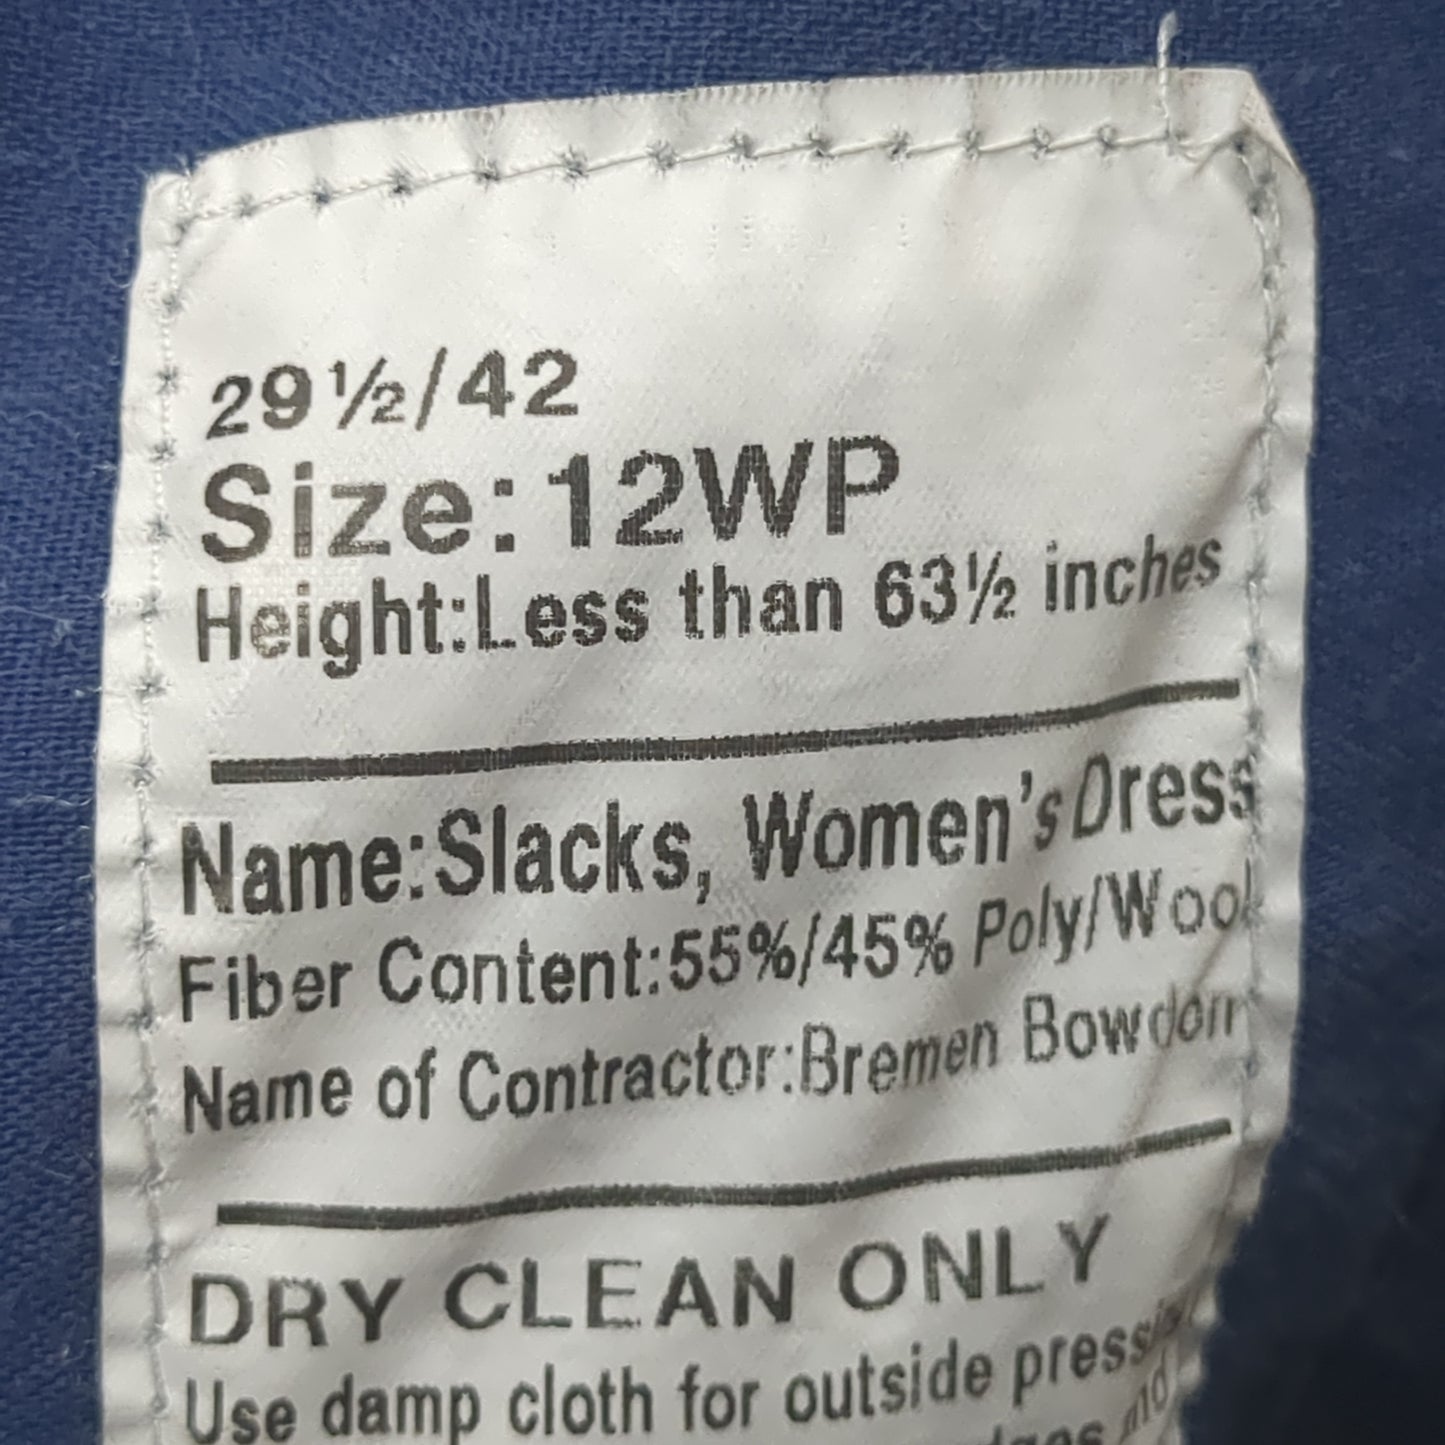 29½/42
Size:12WP
Height:Less than 63½ inches
Name:Slacks, Women's Dress
Fiber Content:55%/45% Poly/Wool
Name of Contractor:Bremen Bowdon
DRY CLEAN ONLY
Use damp cloth for outside